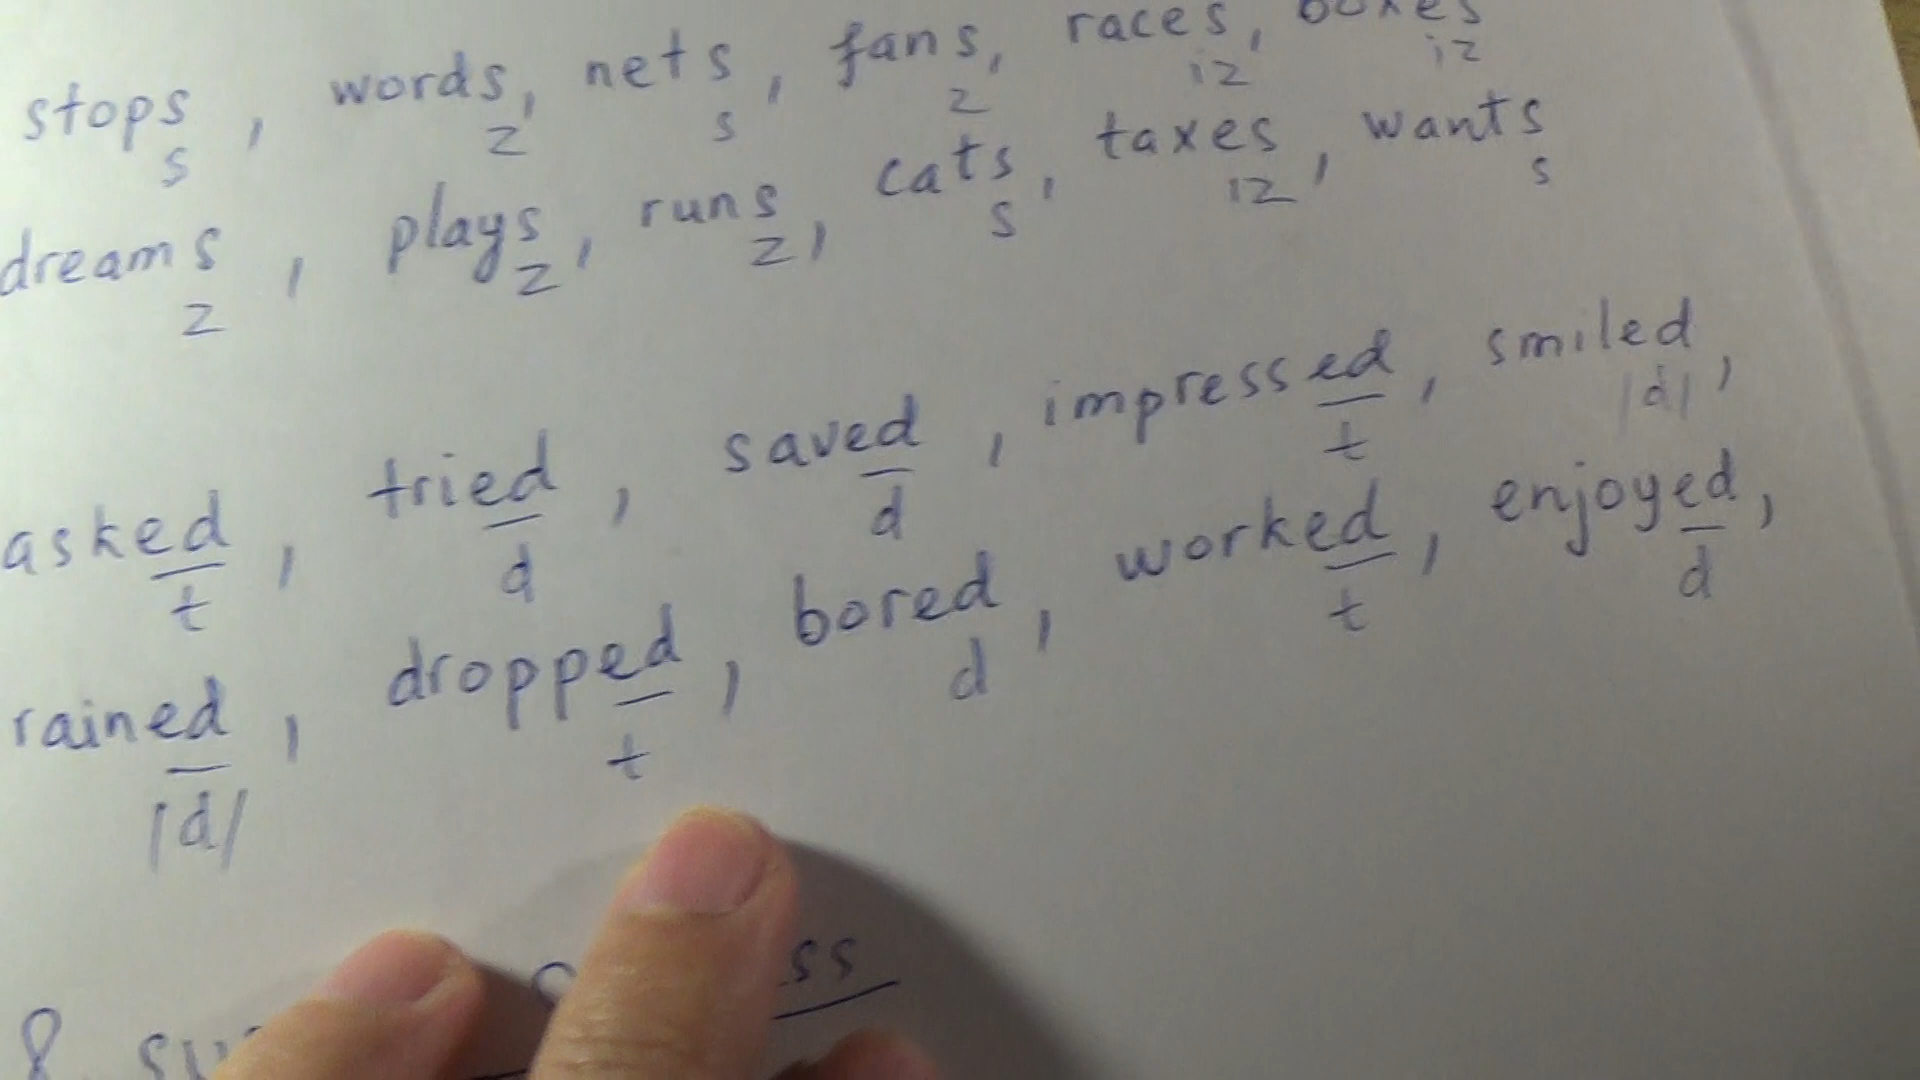 stops, words, nets, fans, races, boxes
s z s z iz iz
dreams, plays, runs, cats, taxes, wants
z z z s iz s
asked, tried, saved, impressed, smiled,
t d d t /d/
rained, dropped, bored, worked, enjoyed,
/d/ t d t d
8